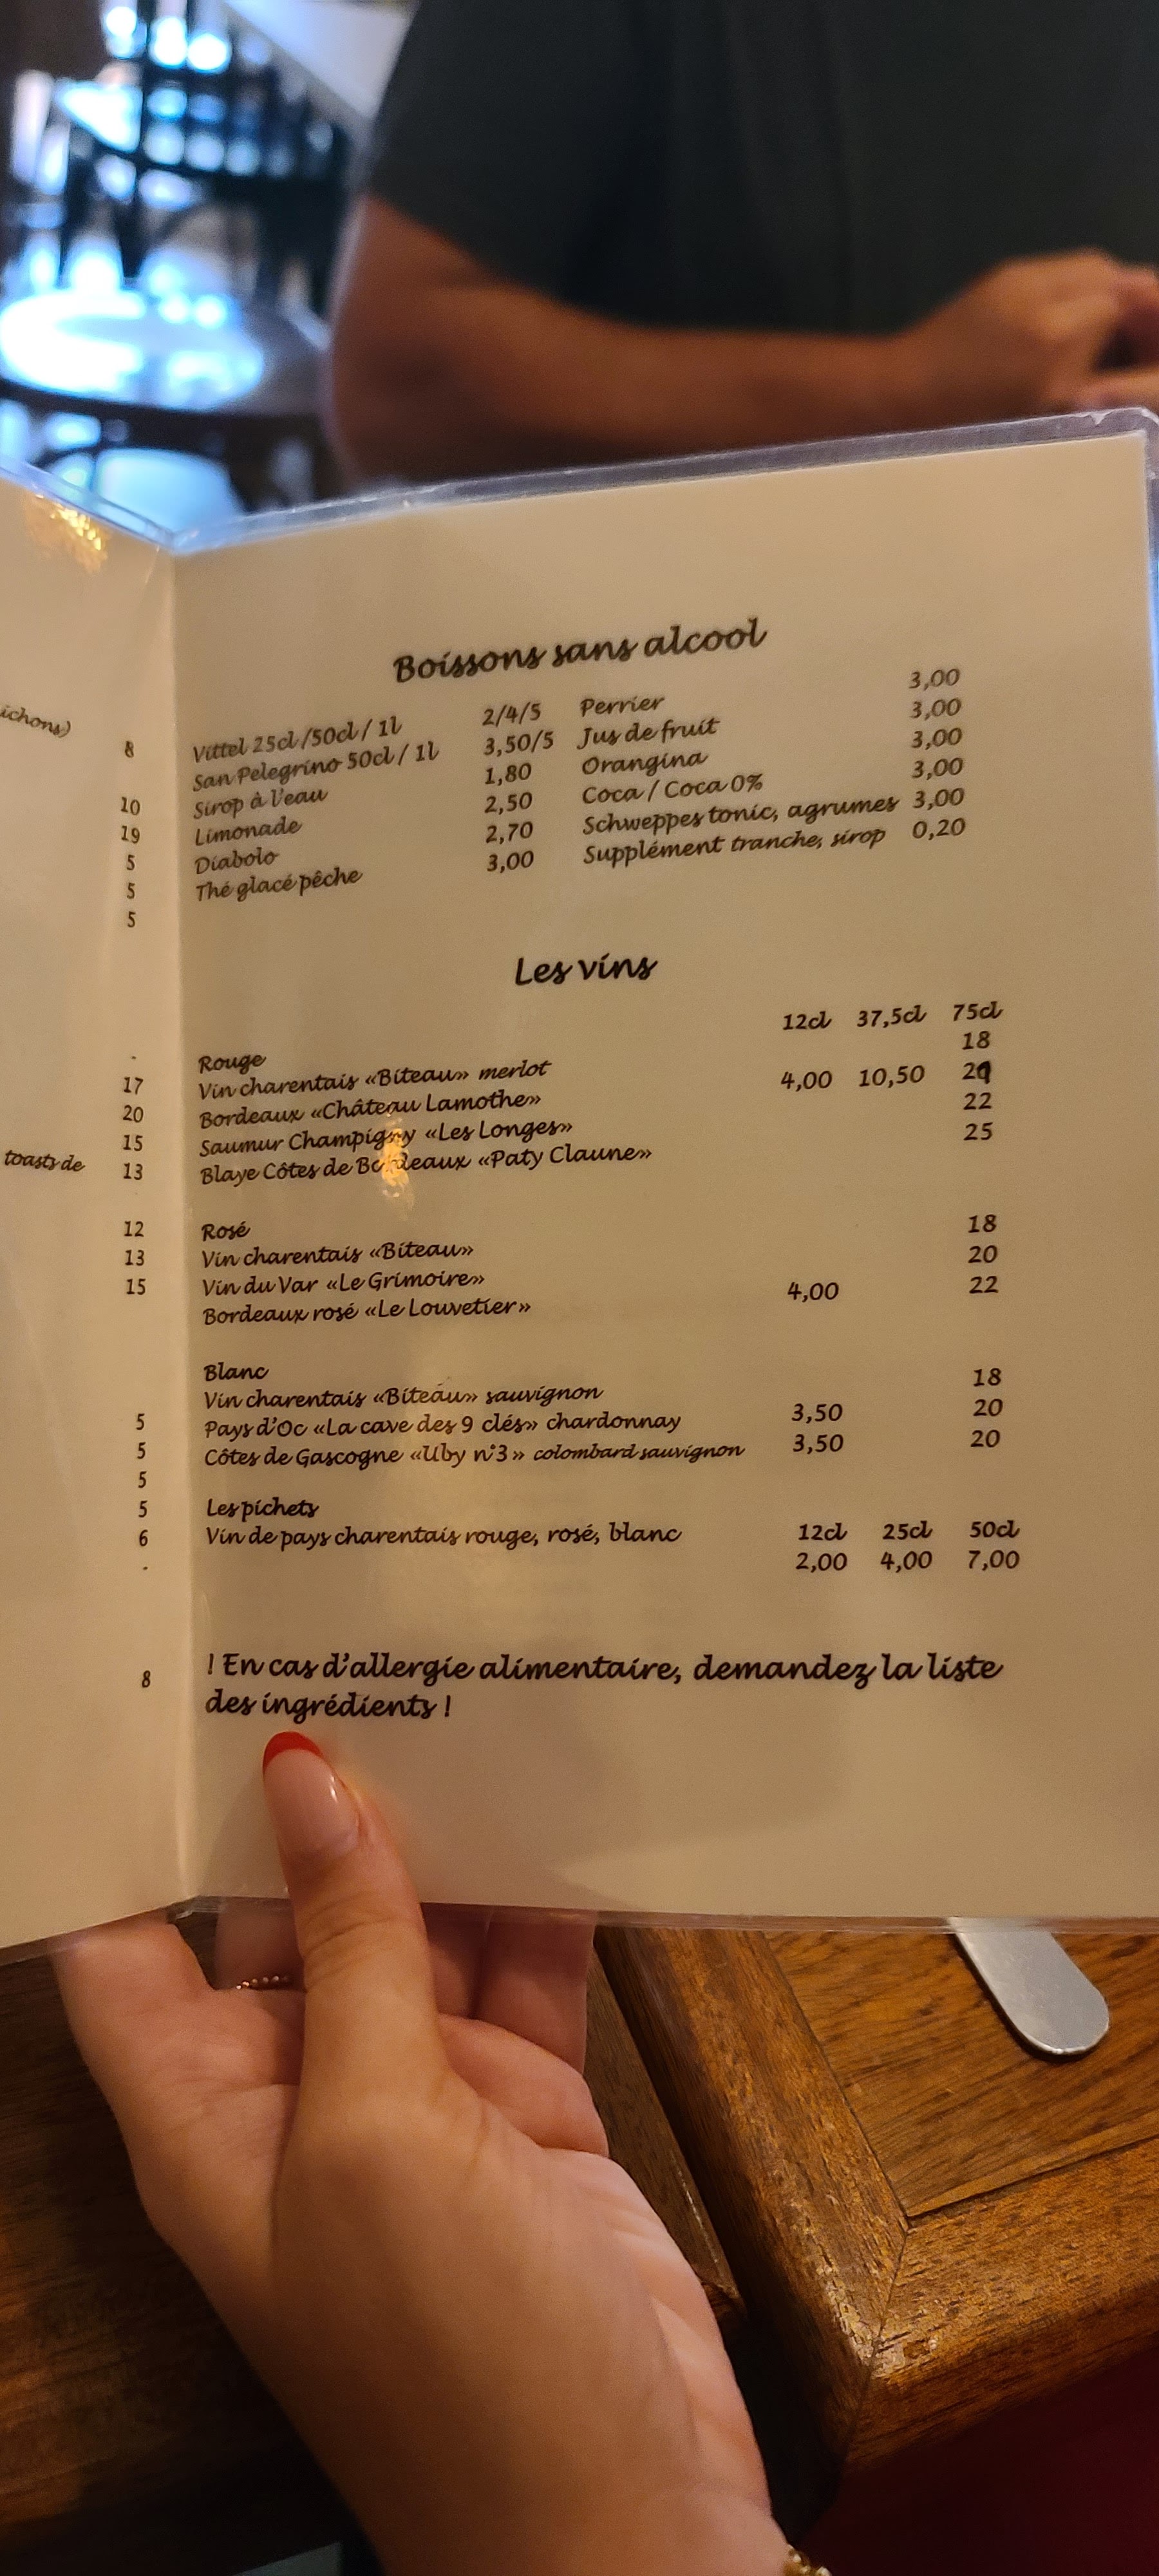 ichons)
8
10
19
5
5
5
-
17
20
15
toasts de 13
12
13
15
5
5
5
5
6
-
8
Boissons sans alcool
Vittel 25cl /50cl / 1l 2/4/5 Perrier 3,00
San Pelegrino 50cl / 1l 3,50/5 Jus de fruit 3,00
Sirop à l'eau 1,80 Orangina 3,00
Limonade 2,50 Coca / Coca 0% 3,00
Diabolo 2,70 Schweppes tonic, agrumes 3,00
Thé glacé pêche 3,00 Supplément tranche, sirop 0,20
Les vins
12cl 37,5cl 75cl
Rouge
Vin charentais «Biteau» merlot 18
Bordeaux «Château Lamothe» 4,00 10,50
Saumur Champigny «Les Longes» 22
Blaye Côtes de Bordeaux «Paty Claune» 25
Rosé
Vin charentais «Biteau» 18
Vin du Var «Le Grimoire» 20
Bordeaux rosé «Le Louvetier» 4,00 22
Blanc
Vin charentais «Biteau» sauvignon 18
Pays d'Oc «La cave des 9 clés» chardonnay 3,50 20
Côtes de Gascogne «Uby n°3» colombard sauvignon 3,50 20
Les pichets
Vin de pays charentais rouge, rosé, blanc 12cl 25cl 50cl
2,00 4,00 7,00
! En cas d'allergie alimentaire, demandez la liste
des ingrédients !